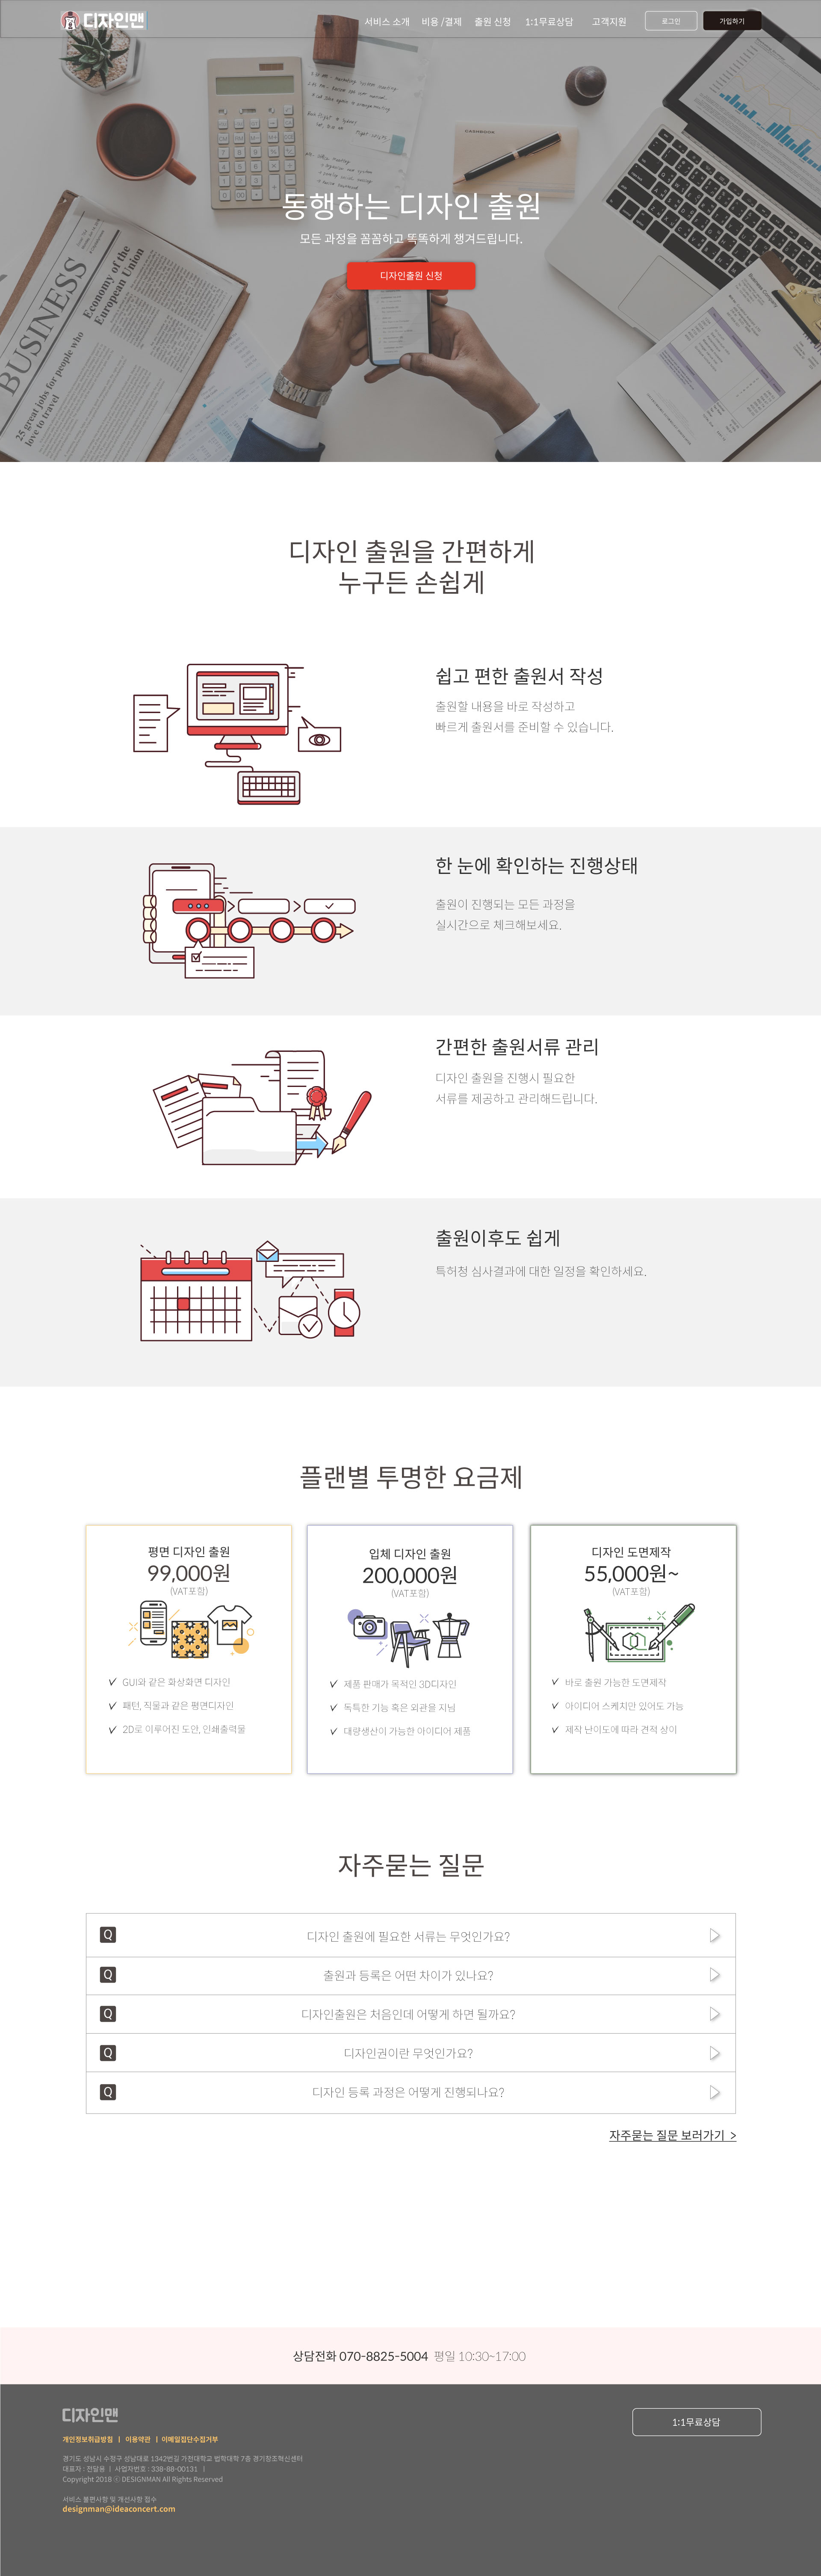 디자인맨
서비스 소개 비용 /결제 출원 신청 1:1무료상담 고객지원 로그인 가입하기
CASHBOOK
동행하는 디자인 출원
모든 과정을 꼼꼼하고 똑똑하게 챙겨드립니다.
디자인출원 신청
Economy of
European Union
BUSINESS
25 great jobs for people who
love to travel
디자인 출원을 간편하게
누구든 손쉽게
쉽고 편한 출원서 작성
출원할 내용을 바로 작성하고
빠르게 출원서를 준비할 수 있습니다.
한 눈에 확인하는 진행상태
출원이 진행되는 모든 과정을
실시간으로 체크해보세요.
간편한 출원서류 관리
디자인 출원을 진행시 필요한
서류를 제공하고 관리해드립니다.
출원이후도 쉽게
특허청 심사결과에 대한 일정을 확인하세요.
플랜별 투명한 요금제
평면 디자인 출원
99,000원
(VAT포함)
GUI와 같은 화상화면 디자인
패턴, 직물과 같은 평면디자인
2D로 이루어진 도안, 인쇄출력물
입체 디자인 출원
200,000원
(VAT포함)
제품 판매가 목적인 3D디자인
독특한 기능 혹은 외관을 지님
대량생산이 가능한 아이디어 제품
디자인 도면제작
55,000원~
(VAT포함)
바로 출원 가능한 도면제작
아이디어 스케치만 있어도 가능
제작 난이도에 따라 견적 상이
자주묻는 질문
Q 디자인 출원에 필요한 서류는 무엇인가요?
Q 출원과 등록은 어떤 차이가 있나요?
Q 디자인출원은 처음인데 어떻게 하면 될까요?
Q 디자인권이란 무엇인가요?
Q 디자인 등록 과정은 어떻게 진행되나요?
자주묻는 질문 보러가기 >
상담전화 070-8825-5004 평일 10:30~17:00
디자인맨
1:1무료상담
개인정보취급방침 | 이용약관 | 이메일집단수집거부
경기도 성남시 수정구 성남대로 1342번길 가천대학교 법학대학 7층 경기창조혁신센터
대표자 : 전달용 | 사업자번호 : 338-88-00131 |
Copyright 2018 ⓒ DESIGNMAN All Rights Reserved
서비스 불편사항 및 개선사항 접수
designman@ideaconcert.com